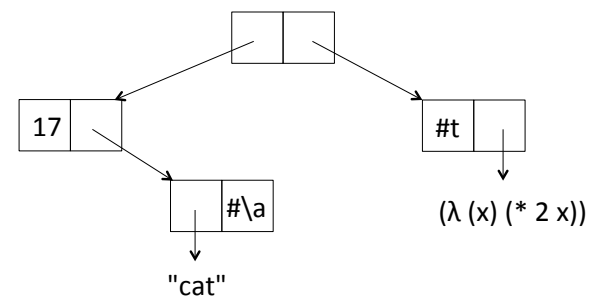 17
#t
#\a
(λ (x) (* 2 x))
"cat"